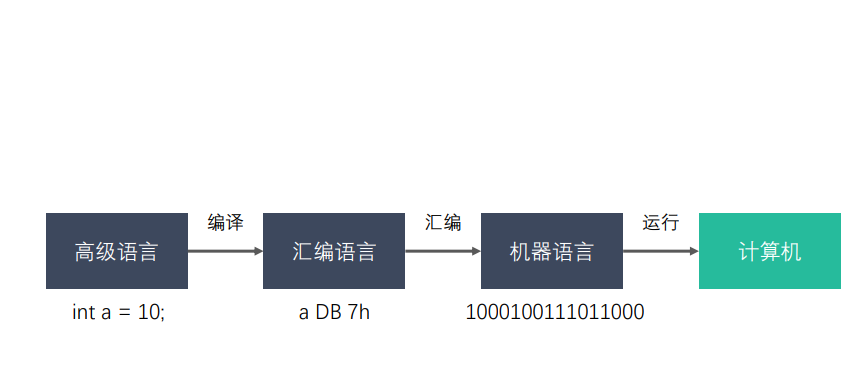 编译
汇编
运行
高级语言
汇编语言
机器语言
计算机
int a = 10;
a DB 7h
1000100111011000